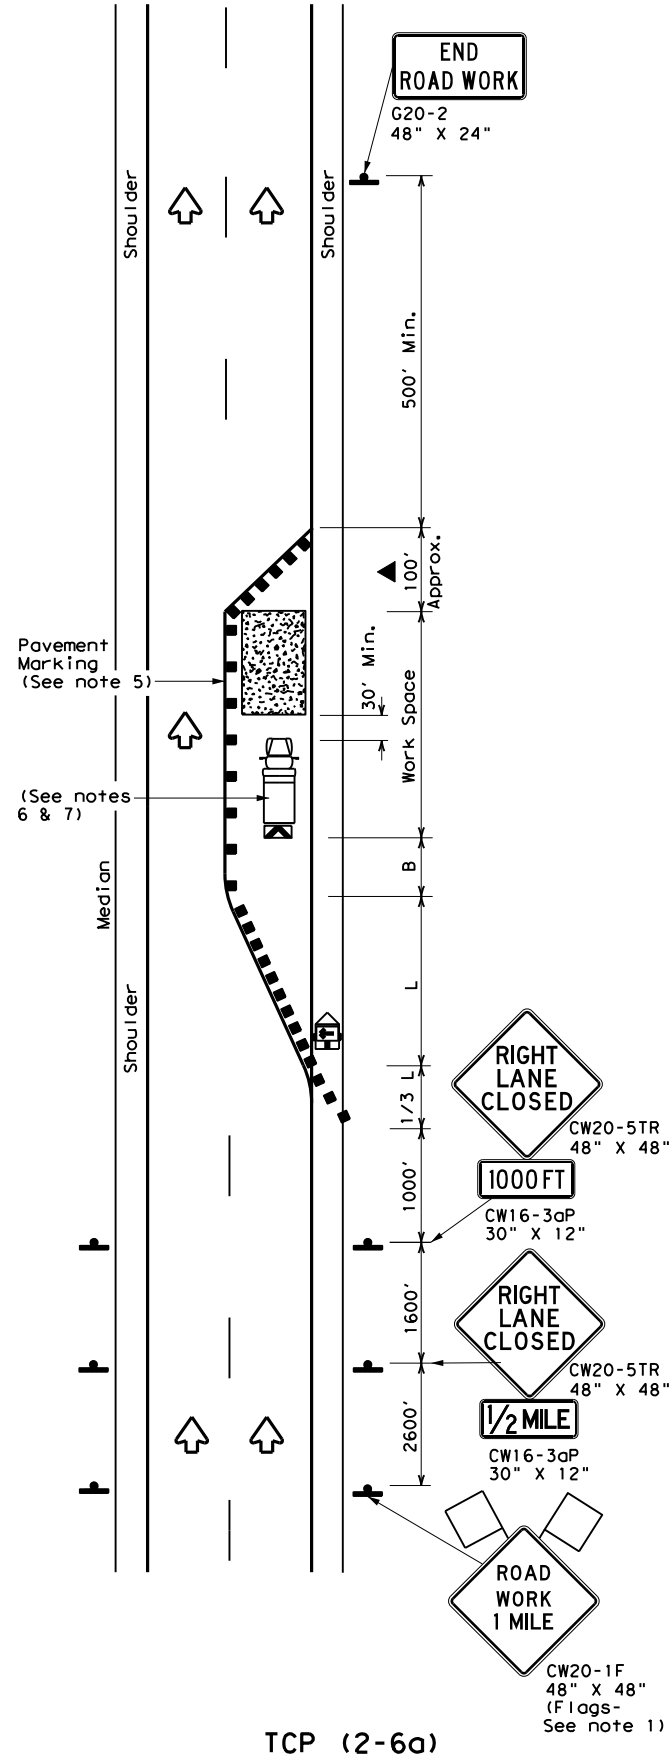 END
ROAD WORK
G20-2
48" X 24"
Shoulder
Shoulder
500' Min.
100'
Approx.
Pavement
Marking
(See note 5)
30' Min.
Work Space
(See notes
6 & 7)
B
Median
L
Shoulder
1/3 L
RIGHT
LANE
CLOSED
CW20-5TR
48" X 48"
1000 FT
CW16-3aP
30" X 12"
1000'
1600'
RIGHT
LANE
CLOSED
CW20-5TR
48" X 48"
1/2 MILE
CW16-3aP
30" X 12"
2600'
ROAD
WORK
1 MILE
CW20-1F
48" X 48"
(Flags-
See note 1)
TCP (2-6a)